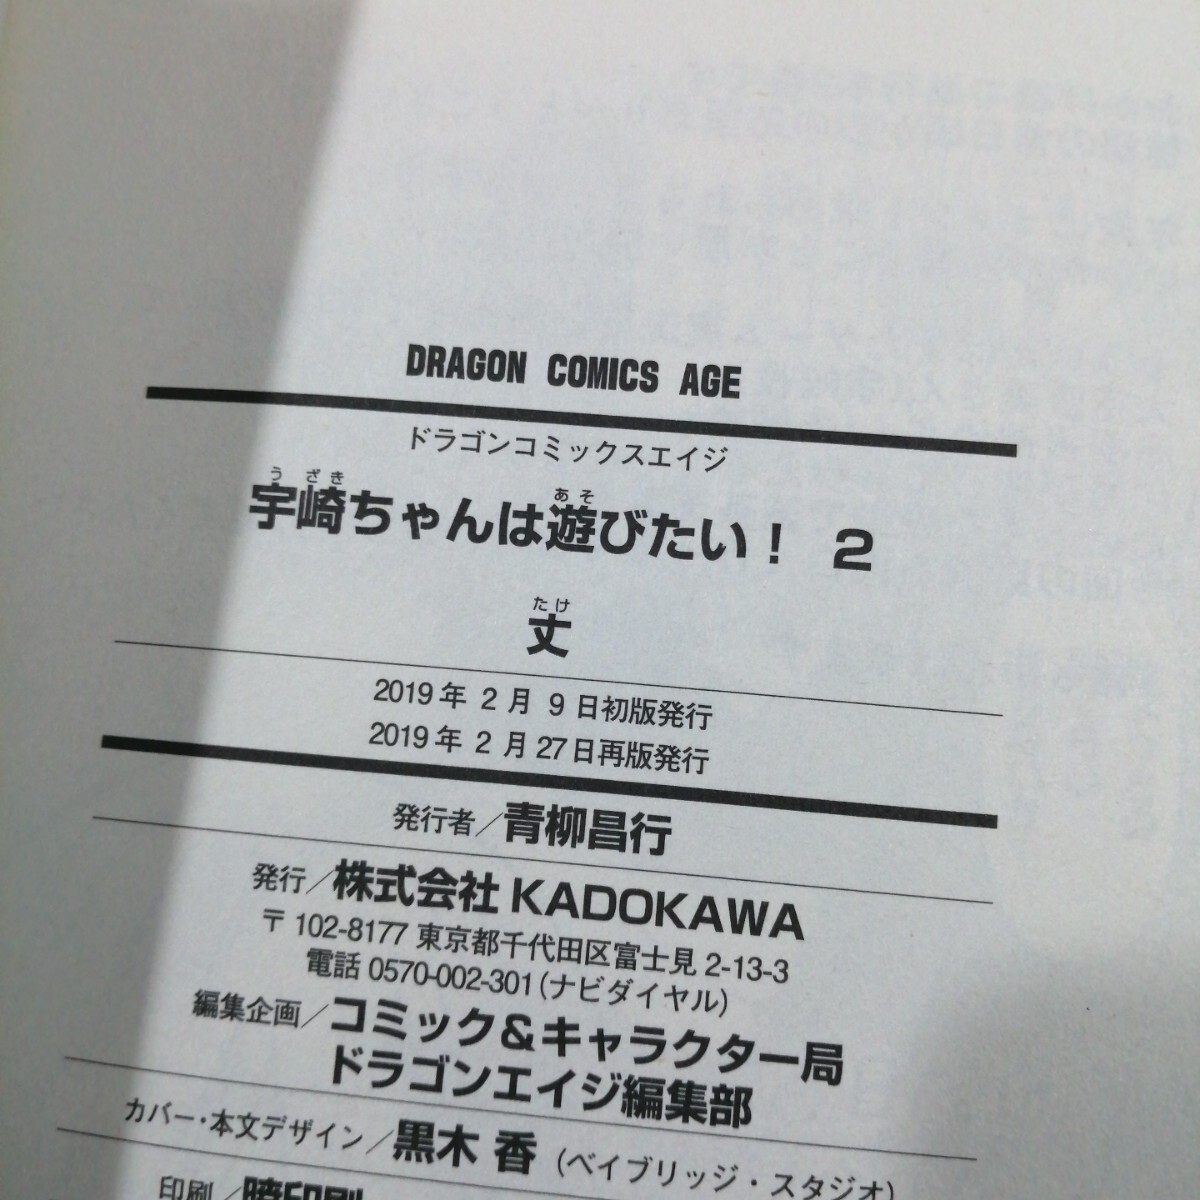 DRAGON COMICS AGE
ドラゴンコミックスエイジ
う ざき あそ
宇崎ちゃんは遊びたい！ 2
たけ
丈
2019年 2月 9日初版発行
2019年 2月27日再版発行
発行者／青柳昌行
発行／株式会社 KADOKAWA
〒102-8177 東京都千代田区富士見 2-13-3
電話 0570-002-301（ナビダイヤル）
編集企画／コミック&キャラクター局
ドラゴンエイジ編集部
カバー・本文デザイン／黒木 香（ベイブリッジ・スタジオ）
印刷／暁印刷